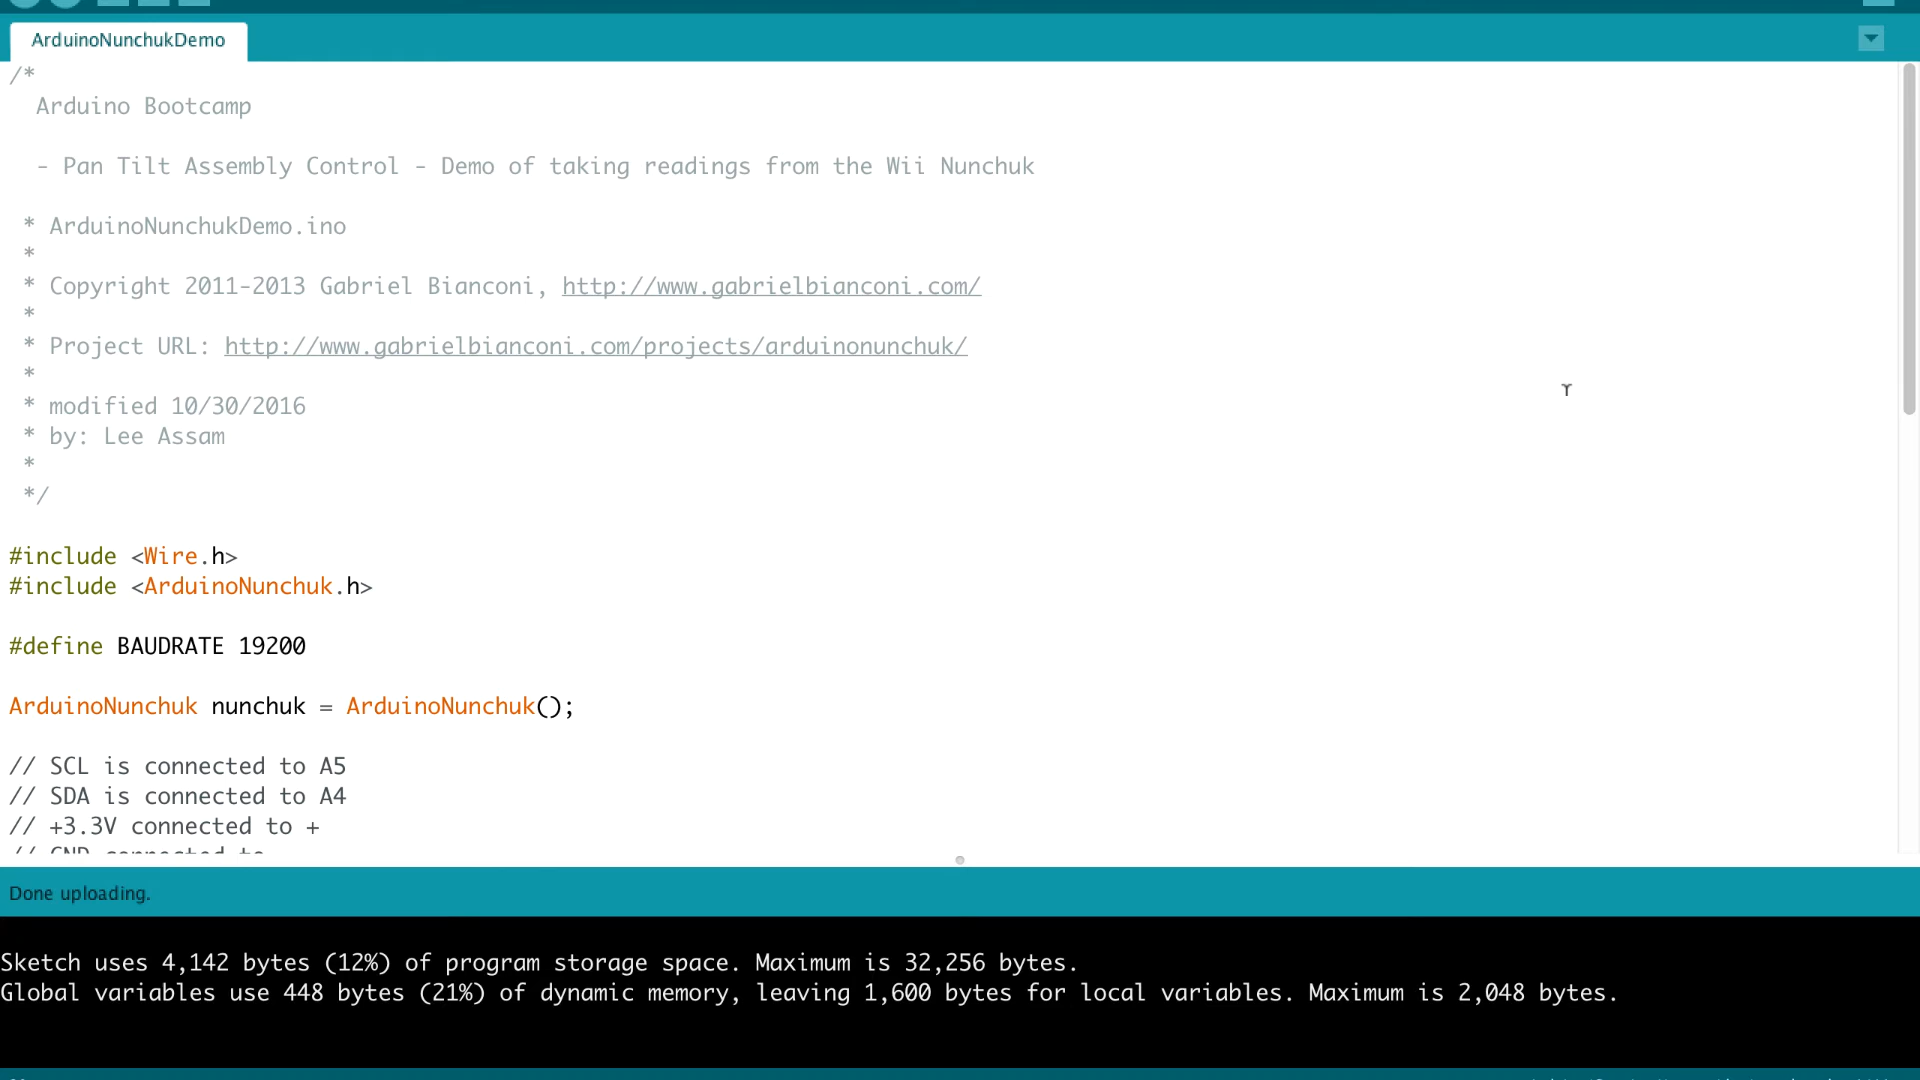 ArduinoNunchukDemo
/*
Arduino Bootcamp
- Pan Tilt Assembly Control - Demo of taking readings from the Wii Nunchuk
* ArduinoNunchukDemo.ino
*
* Copyright 2011-2013 Gabriel Bianconi, http://www.gabrielbianconi.com/
*
* Project URL: http://www.gabrielbianconi.com/projects/arduinonunchuk/
*
* modified 10/30/2016
* by: Lee Assam
*
*/
#include <Wire.h>
#include <ArduinoNunchuk.h>
#define BAUDRATE 19200
ArduinoNunchuk nunchuk = ArduinoNunchuk();
// SCL is connected to A5
// SDA is connected to A4
// +3.3V connected to +
// GND connected to
Done uploading.
Sketch uses 4,142 bytes (12%) of program storage space. Maximum is 32,256 bytes.
Global variables use 448 bytes (21%) of dynamic memory, leaving 1,600 bytes for local variables. Maximum is 2,048 bytes.